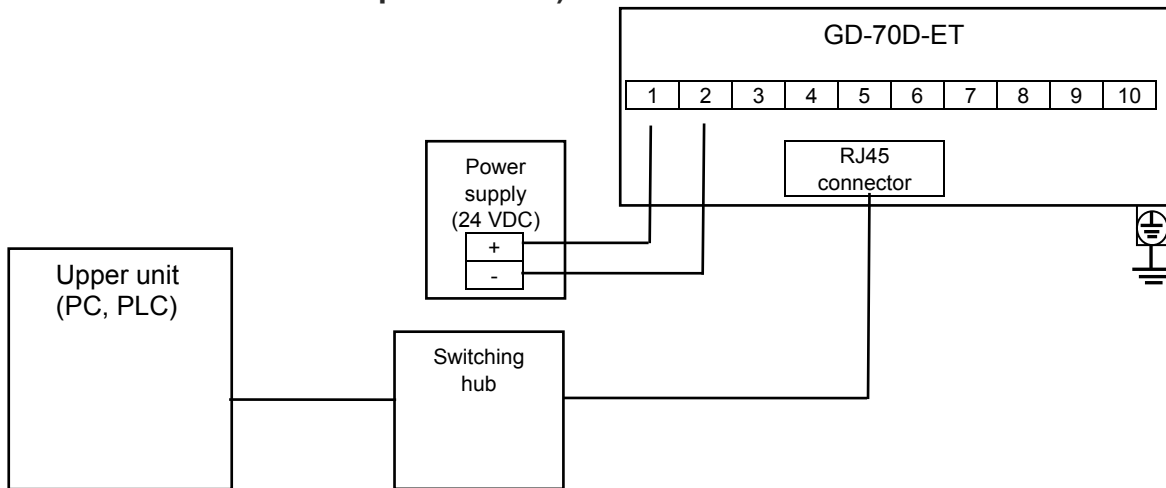 GD-70D-ET
1 2 3 4 5 6 7 8 9 10
RJ45
connector
Power
supply
(24 VDC)
+
-
Upper unit
(PC, PLC)
Switching
hub